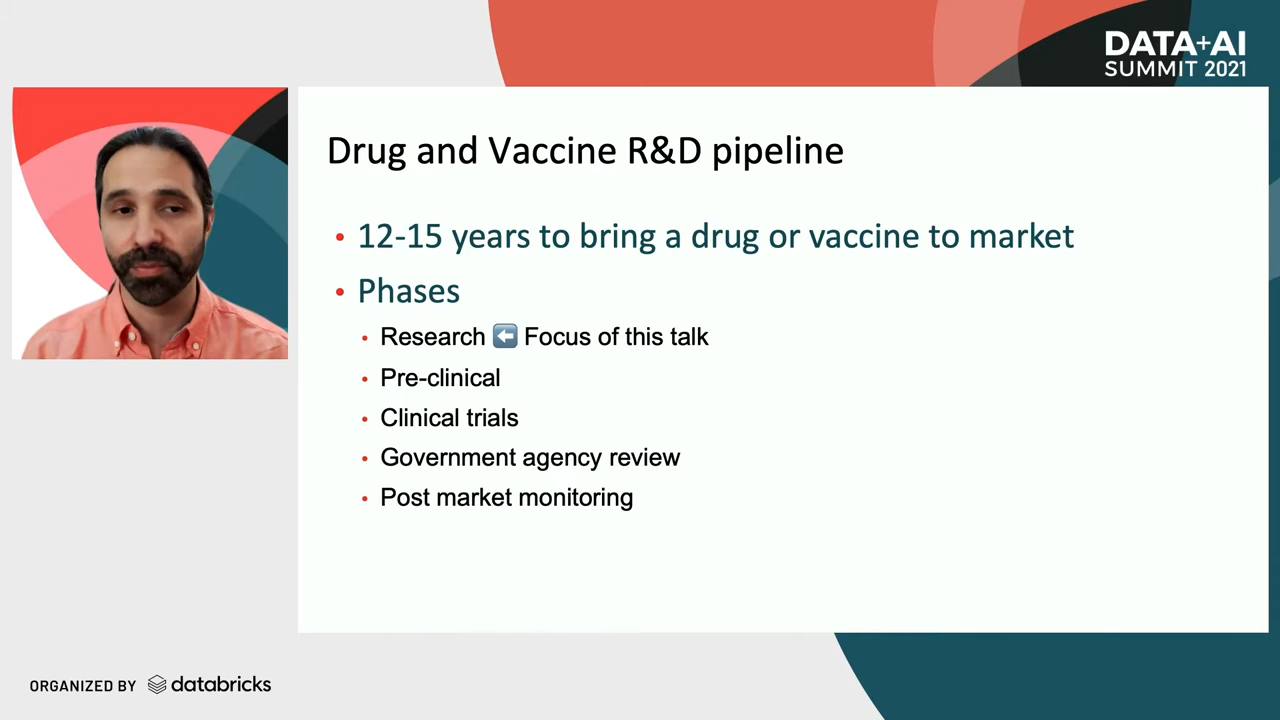 DATA+AI
SUMMIT 2021
Drug and Vaccine R&D pipeline
• 12-15 years to bring a drug or vaccine to market
• Phases
• Research ⬅️ Focus of this talk
• Pre-clinical
• Clinical trials
• Government agency review
• Post market monitoring
ORGANIZED BY databricks